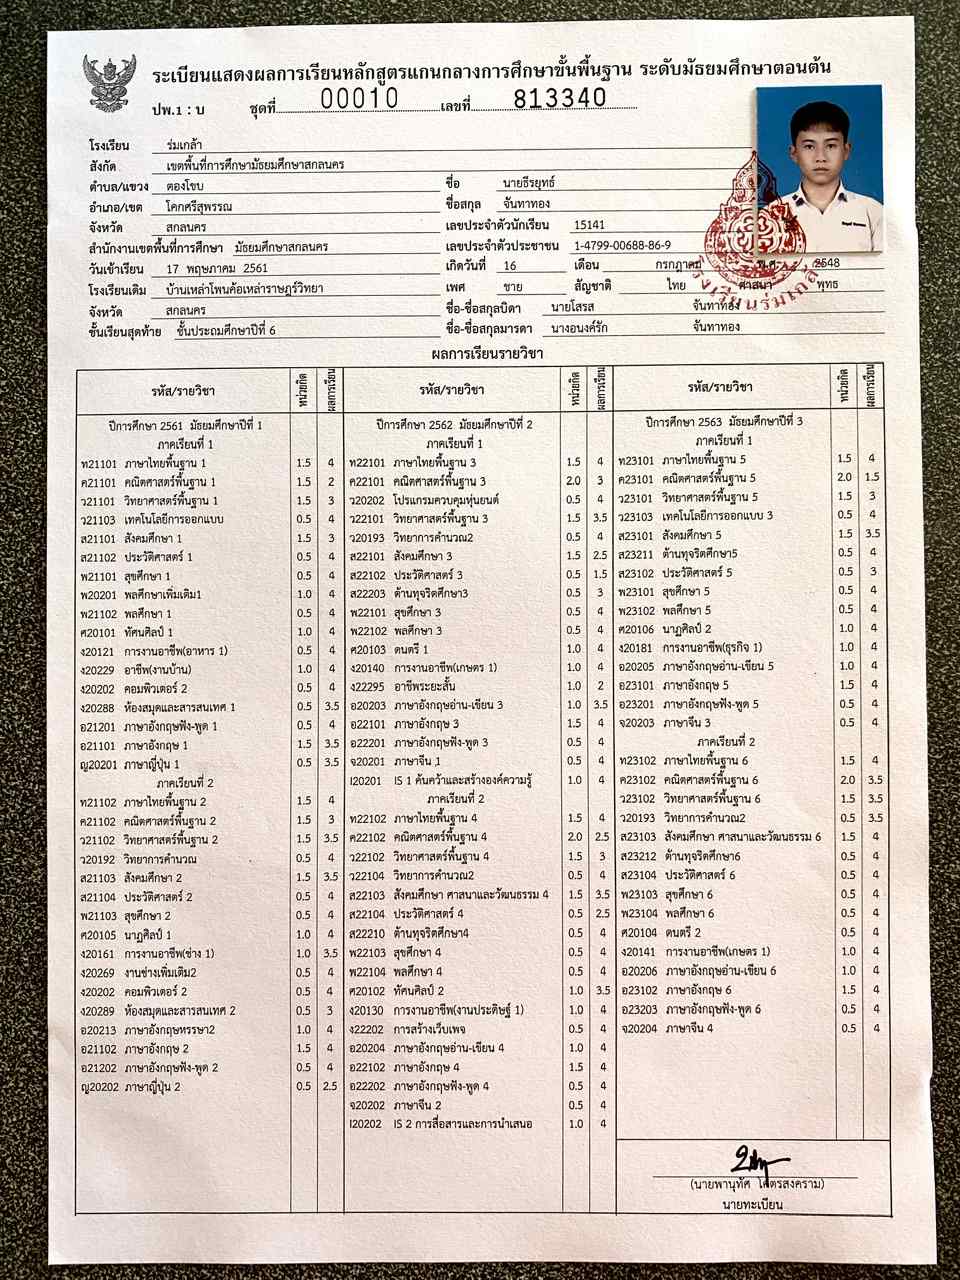 ระเบียนแสดงผลการเรียนหลักสูตรแกนกลางการศึกษาขั้นพื้นฐาน ระดับมัธยมศึกษาตอนต้น
ปพ.1 : บ ชุดที่ 00010 เลขที่ 813340
โรงเรียน ร่มเกล้า
สังกัด เขตพื้นที่การศึกษามัธยมศึกษาสกลนคร
ตำบล/แขวง ตองโขบ
อำเภอ/เขต โคกศรีสุพรรณ
จังหวัด สกลนคร
สำนักงานเขตพื้นที่การศึกษา มัธยมศึกษาสกลนคร
วันเข้าเรียน 17 พฤษภาคม 2561
โรงเรียนเดิม บ้านเหล่าโพนค้อเหล่าราษฎร์วิทยา
จังหวัด สกลนคร
ชั้นเรียนสุดท้าย ชั้นประถมศึกษาปีที่ 6
ชื่อ นายธีรยุทธ์
ชื่อสกุล จันทาทอง
เลขประจำตัวนักเรียน 15141
เลขประจำตัวประชาชน 1-4799-00688-86-9
เกิดวันที่ 16 เดือน กรกฎาคม พ.ศ. 2548
เพศ ชาย สัญชาติ ไทย ศาสนา พุทธ
ชื่อ-ชื่อสกุลบิดา นายโสรส จันทาทอง
ชื่อ-ชื่อสกุลมารดา นางอนงค์รัก จันทาทอง
โรงเรียนร่มเกล้า
ผลการเรียนรายวิชา
รหัส/รายวิชา หน่วยกิต ผลการเรียน
ปีการศึกษา 2561 มัธยมศึกษาปีที่ 1
ภาคเรียนที่ 1
ท21101 ภาษาไทยพื้นฐาน 1 1.5 4
ค21101 คณิตศาสตร์พื้นฐาน 1 1.5 2
ว21101 วิทยาศาสตร์พื้นฐาน 1 1.5 3
ว21103 เทคโนโลยีการออกแบบ 0.5 4
ส21101 สังคมศึกษา 1 1.5 3
ส21102 ประวัติศาสตร์ 1 0.5 4
พ21101 สุขศึกษา 1 0.5 4
พ20201 พลศึกษาเพิ่มเติม1 1.0 4
พ21102 พลศึกษา 1 0.5 4
ศ20101 ทัศนศิลป์ 1 1.0 4
ง20121 การงานอาชีพ(อาหาร 1) 0.5 4
ง20229 อาชีพ(งานบ้าน) 1.0 4
ง20202 คอมพิวเตอร์ 2 0.5 4
ง20288 ห้องสมุดและสารสนเทศ 1 0.5 3.5
อ21201 ภาษาอังกฤษฟัง-พูด 1 0.5 4
อ21101 ภาษาอังกฤษ 1 1.5 3.5
ญ20201 ภาษาญี่ปุ่น 1 0.5 3.5
ภาคเรียนที่ 2
ท21102 ภาษาไทยพื้นฐาน 2 1.5 4
ค21102 คณิตศาสตร์พื้นฐาน 2 1.5 3
ว21102 วิทยาศาสตร์พื้นฐาน 2 1.5 3.5
ว20192 วิทยาการคำนวณ 0.5 4
ส21103 สังคมศึกษา 2 1.5 3.5
ส21104 ประวัติศาสตร์ 2 0.5 4
พ21103 สุขศึกษา 2 0.5 4
ศ20105 นาฏศิลป์ 1 1.0 4
ง20161 การงานอาชีพ(ช่าง 1) 1.0 3.5
ง20269 งานช่างเพิ่มเติม2 0.5 4
ง20202 คอมพิวเตอร์ 2 0.5 4
ง20289 ห้องสมุดและสารสนเทศ 2 0.5 3
อ20213 ภาษาอังกฤษหรรษา2 1.0 4
อ21102 ภาษาอังกฤษ 2 1.5 4
อ21202 ภาษาอังกฤษฟัง-พูด 2 0.5 4
ญ20202 ภาษาญี่ปุ่น 2 0.5 2.5
รหัส/รายวิชา หน่วยกิต ผลการเรียน
ปีการศึกษา 2562 มัธยมศึกษาปีที่ 2
ภาคเรียนที่ 1
ท22101 ภาษาไทยพื้นฐาน 3 1.5 4
ค22101 คณิตศาสตร์พื้นฐาน 3 2.0 3
ว20202 โปรแกรมควบคุมหุ่นยนต์ 0.5 4
ว22101 วิทยาศาสตร์พื้นฐาน 3 1.5 3.5
ว20193 วิทยาการคำนวณ2 0.5 4
ส22101 สังคมศึกษา 3 1.5 2.5
ส22102 ประวัติศาสตร์ 3 0.5 1.5
ส22203 ต้านทุจริตศึกษา3 0.5 3
พ22101 สุขศึกษา 3 0.5 4
พ22102 พลศึกษา 3 0.5 4
ศ20103 ดนตรี 1 1.0 4
ง20140 การงานอาชีพ(เกษตร 1) 1.0 4
ง22295 อาชีพระยะสั้น 1.0 2
อ20203 ภาษาอังกฤษอ่าน-เขียน 3 1.0 3.5
อ22101 ภาษาอังกฤษ 3 1.5 4
อ22201 ภาษาอังกฤษฟัง-พูด 3 0.5 4
จ20201 ภาษาจีน 1 0.5 4
I20201 IS 1 ค้นคว้าและสร้างองค์ความรู้ 1.0 4
ภาคเรียนที่ 2
ท22102 ภาษาไทยพื้นฐาน 4 1.5 4
ค22102 คณิตศาสตร์พื้นฐาน 4 2.0 2.5
ว22102 วิทยาศาสตร์พื้นฐาน 4 1.5 3
ว22104 วิทยาการคำนวณ2 0.5 4
ส22103 สังคมศึกษา ศาสนาและวัฒนธรรม 4 1.5 3.5
ส22104 ประวัติศาสตร์ 4 0.5 2.5
ส22210 ต้านทุจริตศึกษา4 0.5 4
พ22103 สุขศึกษา 4 0.5 4
พ22104 พลศึกษา 4 0.5 4
ศ20102 ทัศนศิลป์ 2 1.0 3.5
ง20130 การงานอาชีพ(งานประดิษฐ์ 1) 1.0 4
ง22202 การสร้างเว็บเพจ 0.5 4
อ20204 ภาษาอังกฤษอ่าน-เขียน 4 1.0 4
อ22102 ภาษาอังกฤษ 4 1.5 4
อ22202 ภาษาอังกฤษฟัง-พูด 4 0.5 4
จ20202 ภาษาจีน 2 0.5 4
I20202 IS 2 การสื่อสารและการนำเสนอ 1.0 4
รหัส/รายวิชา หน่วยกิต ผลการเรียน
ปีการศึกษา 2563 มัธยมศึกษาปีที่ 3
ภาคเรียนที่ 1
ท23101 ภาษาไทยพื้นฐาน 5 1.5 4
ค23101 คณิตศาสตร์พื้นฐาน 5 2.0 1.5
ว23101 วิทยาศาสตร์พื้นฐาน 5 1.5 3
ว23103 เทคโนโลยีการออกแบบ 3 0.5 4
ส23101 สังคมศึกษา 5 1.5 3.5
ส23211 ต้านทุจริตศึกษา5 0.5 4
ส23102 ประวัติศาสตร์ 5 0.5 3
พ23101 สุขศึกษา 5 0.5 4
พ23102 พลศึกษา 5 0.5 4
ศ20106 นาฏศิลป์ 2 1.0 4
ง20181 การงานอาชีพ(ธุรกิจ 1) 1.0 4
อ20205 ภาษาอังกฤษอ่าน-เขียน 5 1.0 4
อ23101 ภาษาอังกฤษ 5 1.5 4
อ23201 ภาษาอังกฤษฟัง-พูด 5 0.5 4
จ20203 ภาษาจีน 3 0.5 4
ภาคเรียนที่ 2
ท23102 ภาษาไทยพื้นฐาน 6 1.5 4
ค23102 คณิตศาสตร์พื้นฐาน 6 2.0 3.5
ว23102 วิทยาศาสตร์พื้นฐาน 6 1.5 3.5
ว20193 วิทยาการคำนวณ2 0.5 3.5
ส23103 สังคมศึกษา ศาสนาและวัฒนธรรม 6 1.5 4
ส23212 ต้านทุจริตศึกษา6 0.5 4
ส23104 ประวัติศาสตร์ 6 0.5 4
พ23103 สุขศึกษา 6 0.5 4
พ23104 พลศึกษา 6 0.5 4
ศ20104 ดนตรี 2 0.5 4
ง20141 การงานอาชีพ(เกษตร 1) 1.0 4
อ20206 ภาษาอังกฤษอ่าน-เขียน 6 1.0 4
อ23102 ภาษาอังกฤษ 6 1.5 4
อ23203 ภาษาอังกฤษฟัง-พูด 6 0.5 4
จ20204 ภาษาจีน 4 0.5 4
(นายพานุทัศ โคตรสงคราม)
นายทะเบียน